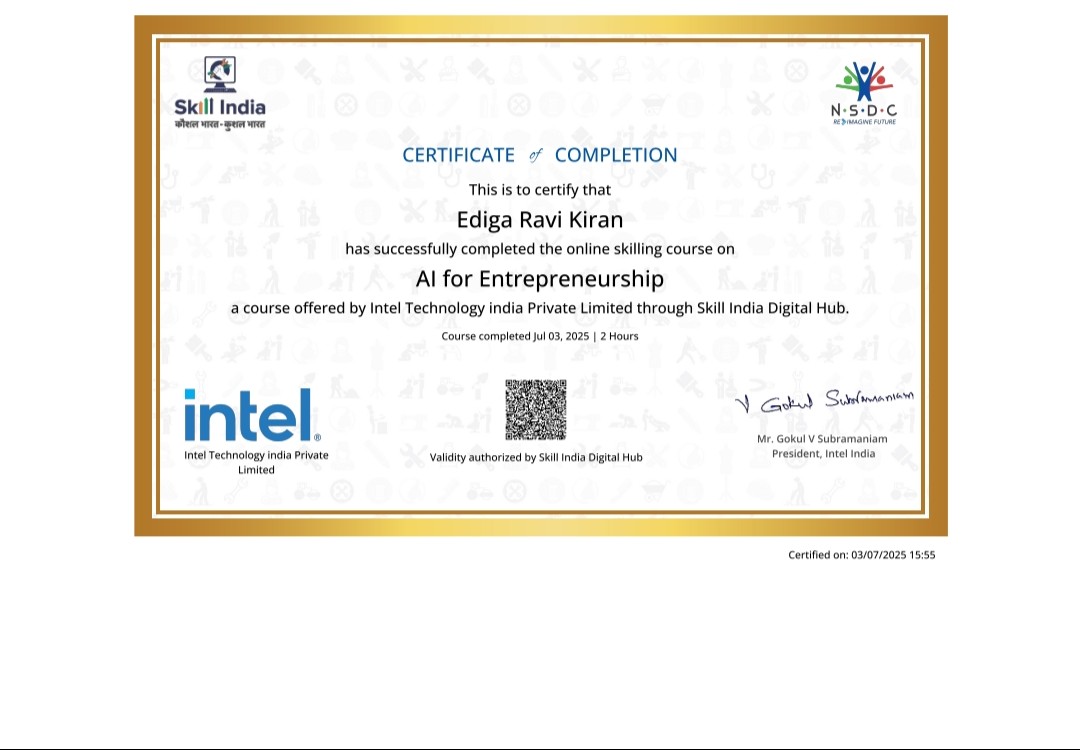 Skill India
कौशल भारत-कुशल भारत
N·S·D·C
RE IMAGINE FUTURE
CERTIFICATE of COMPLETION
This is to certify that
Ediga Ravi Kiran
has successfully completed the online skilling course on
AI for Entrepreneurship
a course offered by Intel Technology india Private Limited through Skill India Digital Hub.
Course completed Jul 03, 2025 | 2 Hours
intel®
Intel Technology india Private
Limited
Validity authorized by Skill India Digital Hub
V Gokul Subramaniam
Mr. Gokul V Subramaniam
President, Intel India
Certified on: 03/07/2025 15:55